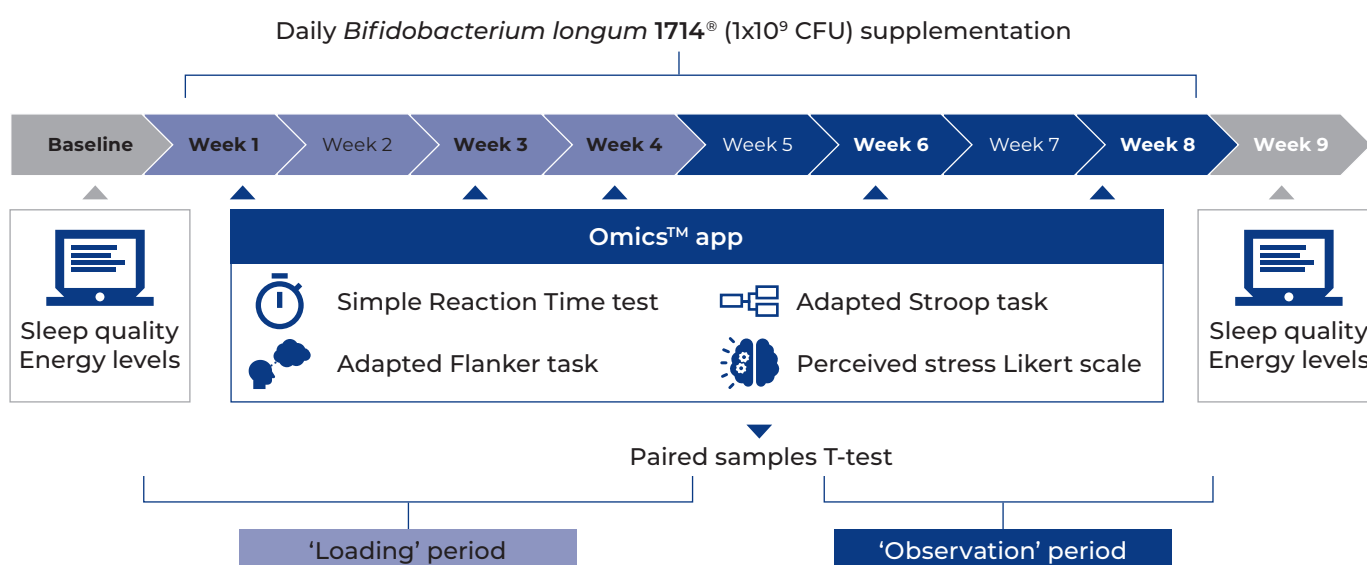 Daily Bifidobacterium longum 1714® (1x10⁹ CFU) supplementation
Baseline
Week 1
Week 2
Week 3
Week 4
Week 5
Week 6
Week 7
Week 8
Week 9
Sleep quality
Energy levels
Omics™ app
Simple Reaction Time test
Adapted Stroop task
Adapted Flanker task
Perceived stress Likert scale
Sleep quality
Energy levels
Paired samples T-test
‘Loading’ period
‘Observation’ period